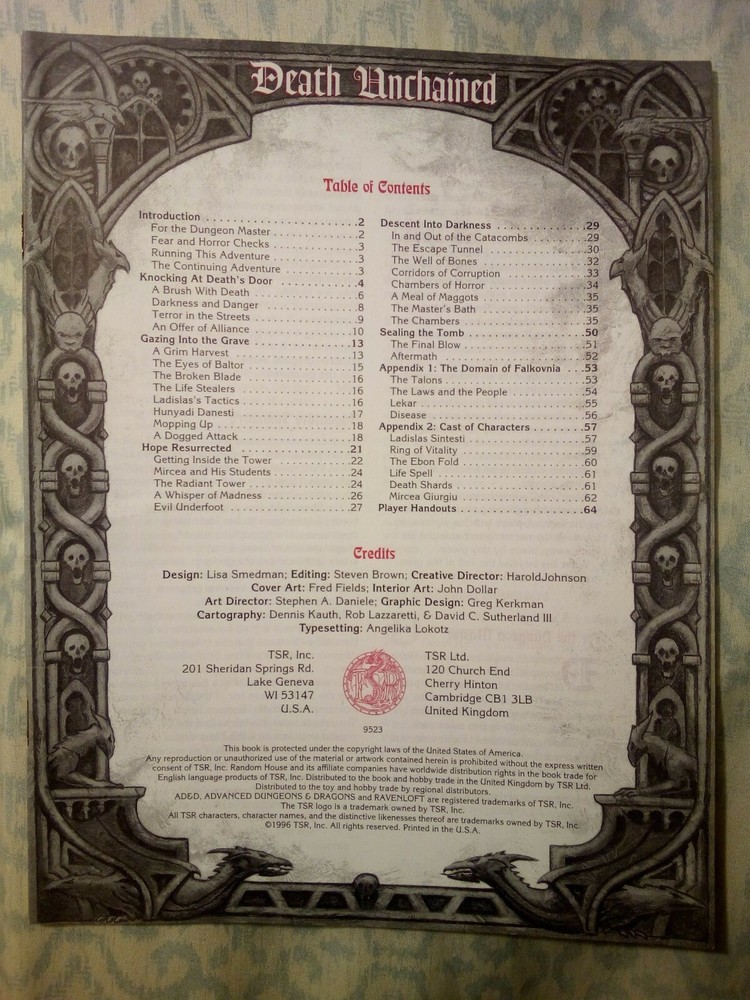 Death Unchained
Table of Contents
Introduction . . . . . . . . . . . . . . . . . . . . . .2
For the Dungeon Master . . . . . . . . . . . . .2
Fear and Horror Checks . . . . . . . . . . . . .3
Running This Adventure . . . . . . . . . . . . .3
The Continuing Adventure . . . . . . . . . . . .3
Knocking At Death's Door . . . . . . . . . . . .4
A Brush With Death . . . . . . . . . . . . . . .6
Darkness and Danger . . . . . . . . . . . . . .8
Terror in the Streets . . . . . . . . . . . . . . .9
An Offer of Alliance . . . . . . . . . . . . . .10
Gazing Into the Grave . . . . . . . . . . . . .13
A Grim Harvest . . . . . . . . . . . . . . . . .13
The Eyes of Baltor . . . . . . . . . . . . . . .15
The Broken Blade . . . . . . . . . . . . . . . .16
The Life Stealers . . . . . . . . . . . . . . . .16
Ladislas's Tactics . . . . . . . . . . . . . . . .16
Hunyadi Danesti . . . . . . . . . . . . . . . .17
Mopping Up . . . . . . . . . . . . . . . . . . .18
A Dogged Attack . . . . . . . . . . . . . . . .18
Hope Resurrected . . . . . . . . . . . . . . .21
Getting Inside the Tower . . . . . . . . . . .22
Mircea and His Students . . . . . . . . . . . .24
The Radiant Tower . . . . . . . . . . . . . . .24
A Whisper of Madness . . . . . . . . . . . . .26
Evil Underfoot . . . . . . . . . . . . . . . . .27
Descent Into Darkness . . . . . . . . . . . . .29
In and Out of the Catacombs . . . . . . . .29
The Escape Tunnel . . . . . . . . . . . . . . .30
The Well of Bones . . . . . . . . . . . . . . .32
Corridors of Corruption . . . . . . . . . . . .33
Chambers of Horror . . . . . . . . . . . . . .34
A Meal of Maggots . . . . . . . . . . . . . . .35
The Master's Bath . . . . . . . . . . . . . . .35
The Chambers . . . . . . . . . . . . . . . . . .35
Sealing the Tomb . . . . . . . . . . . . . . . .50
The Final Blow . . . . . . . . . . . . . . . . .51
Aftermath . . . . . . . . . . . . . . . . . . . .52
Appendix 1: The Domain of Falkovnia . . .53
The Talons . . . . . . . . . . . . . . . . . . . .53
The Laws and the People . . . . . . . . . . .54
Lekar . . . . . . . . . . . . . . . . . . . . . . .55
Disease . . . . . . . . . . . . . . . . . . . . . .56
Appendix 2: Cast of Characters . . . . . . . .57
Ladislas Sintesti . . . . . . . . . . . . . . . .57
Ring of Vitality . . . . . . . . . . . . . . . . .59
The Ebon Fold . . . . . . . . . . . . . . . . .60
Life Spell . . . . . . . . . . . . . . . . . . . .61
Death Shards . . . . . . . . . . . . . . . . . .61
Mircea Giurgiu . . . . . . . . . . . . . . . . .62
Player Handouts . . . . . . . . . . . . . . . . .64
Credits
Design: Lisa Smedman; Editing: Steven Brown; Creative Director: HaroldJohnson
Cover Art: Fred Fields; Interior Art: John Dollar
Art Director: Stephen A. Daniele; Graphic Design: Greg Kerkman
Cartography: Dennis Kauth, Rob Lazzaretti, & David C. Sutherland III
Typesetting: Angelika Lokotz
TSR, Inc.
201 Sheridan Springs Rd.
Lake Geneva
WI 53147
U.S.A.
TSR
TSR Ltd.
120 Church End
Cherry Hinton
Cambridge CB1 3LB
United Kingdom
9523
This book is protected under the copyright laws of the United States of America.
Any reproduction or unauthorized use of the material or artwork contained herein is prohibited without the express written
consent of TSR, Inc. Random House and its affiliate companies have worldwide distribution rights in the book trade for
English language products of TSR, Inc. Distributed to the book and hobby trade in the United Kingdom by TSR Ltd.
Distributed to the toy and hobby trade by regional distributors.
AD&D, ADVANCED DUNGEONS & DRAGONS and RAVENLOFT are registered trademarks of TSR, Inc.
The TSR logo is a trademark owned by TSR, Inc.
All TSR characters, character names, and the distinctive likenesses thereof are trademarks owned by TSR, Inc.
©1996 TSR, Inc. All rights reserved. Printed in the U.S.A.